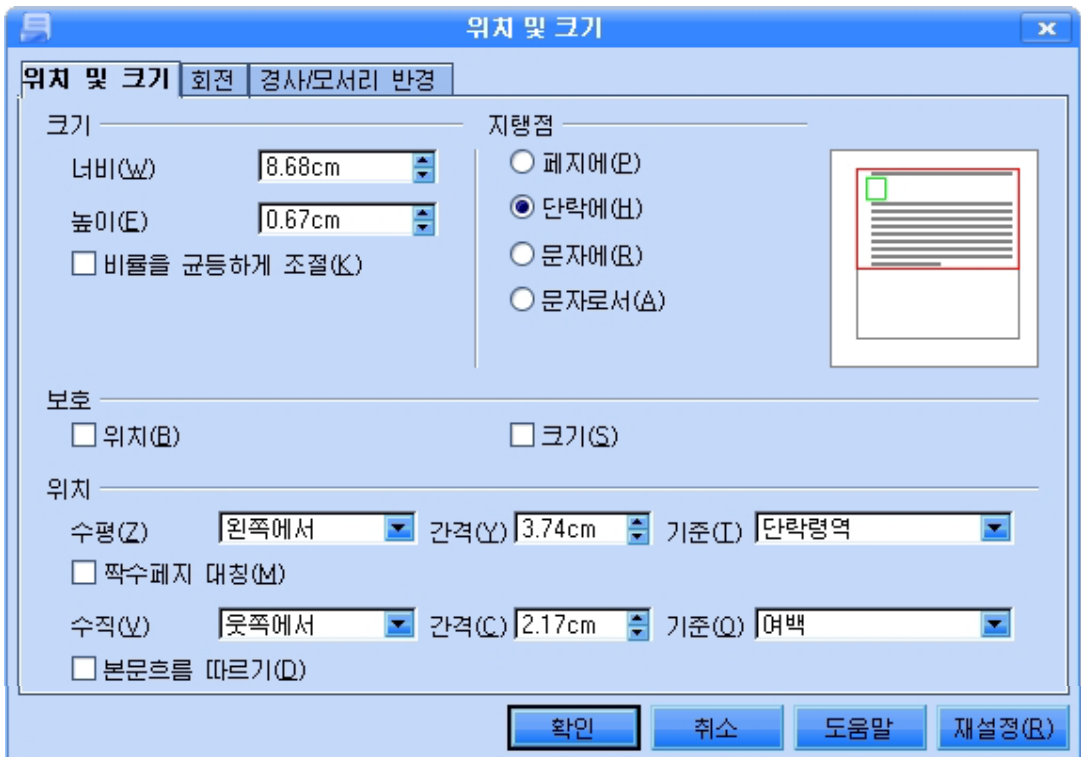 위치 및 크기
위치 및 크기 회전 경사/모서리 반경
크기
너비(W) 8.68cm
높이(E) 0.67cm
비률을 균등하게 조절(K)
지탱점
페지에(P)
단락에(H)
문자에(R)
문자로서(A)
보호
위치(B) 크기(S)
위치
수평(Z) 왼쪽에서 간격(Y) 3.74cm 기준(T) 단락령역
짝수페지 대칭(M)
수직(V) 웃쪽에서 간격(C) 2.17cm 기준(O) 여백
본문흐름 따르기(D)
확인 취소 도움말 재설정(R)